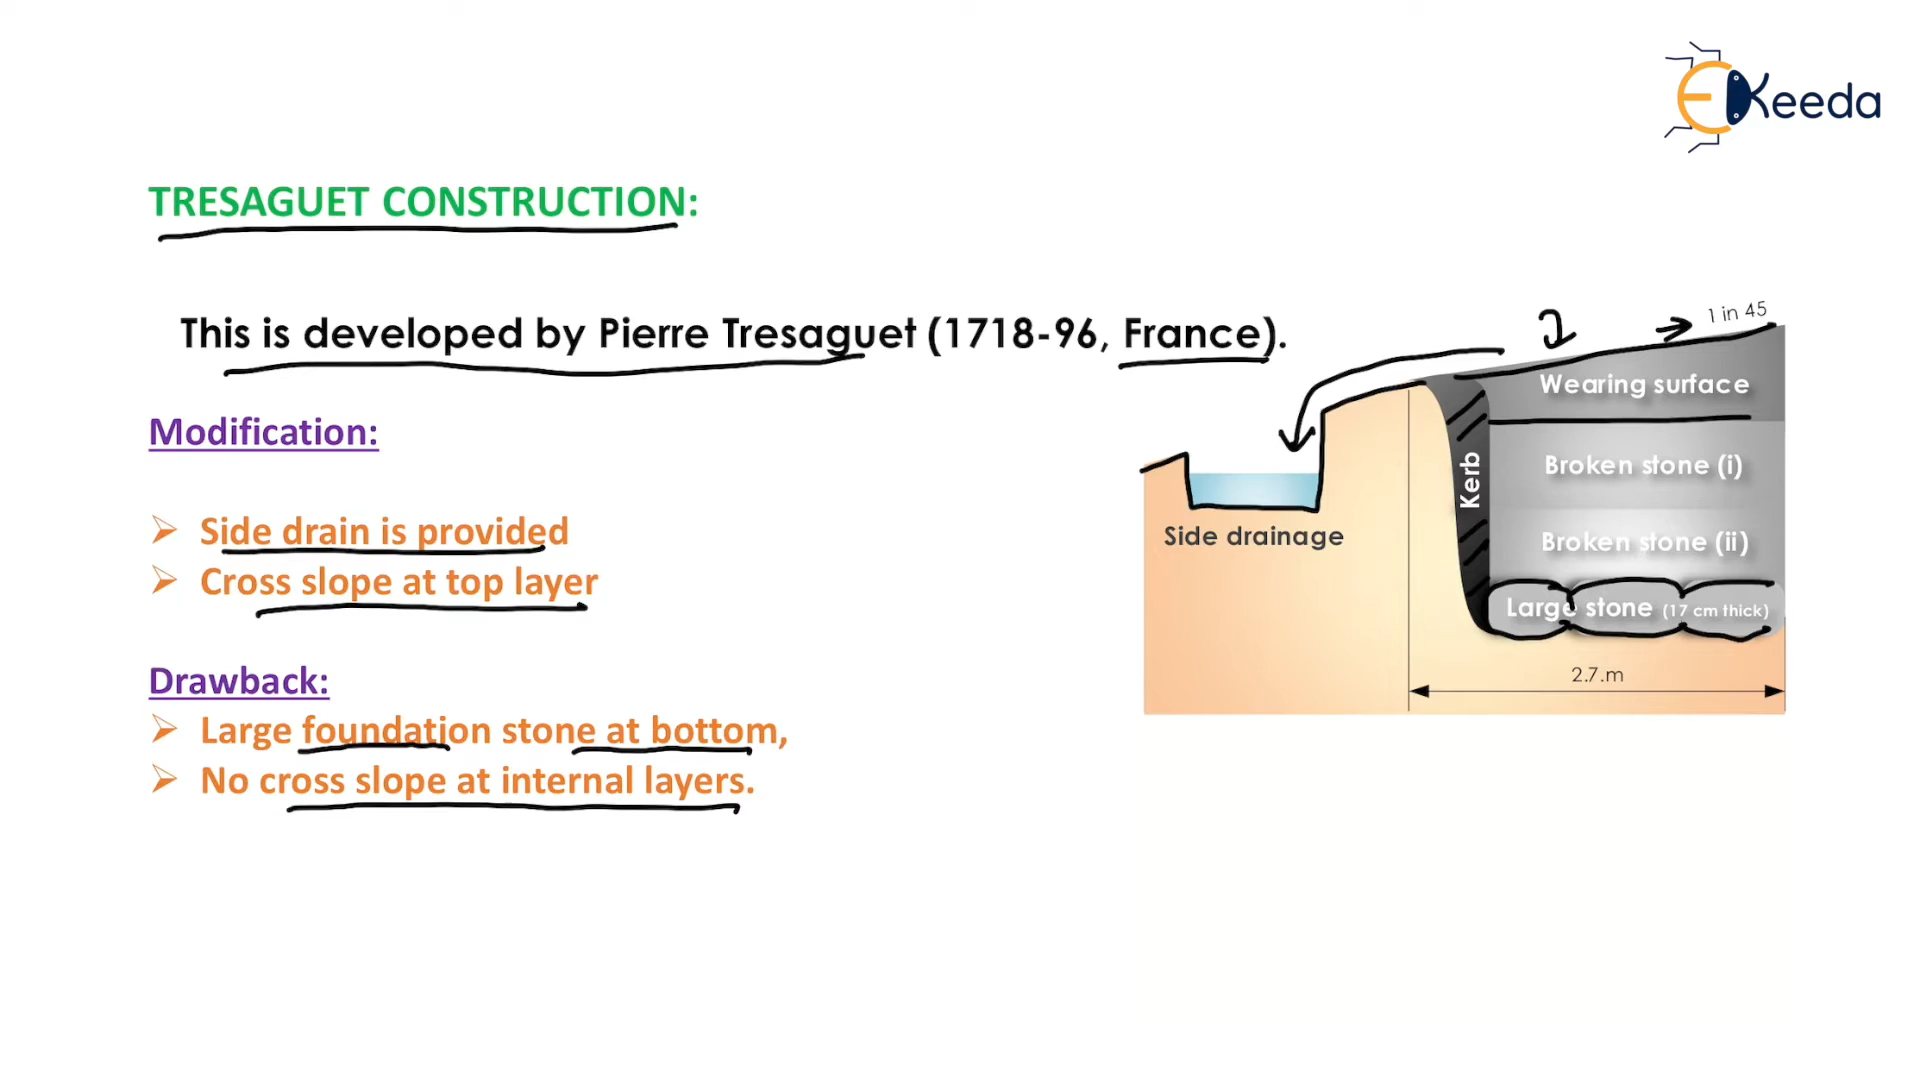 EKeeda
TRESAGUET CONSTRUCTION:
This is developed by Pierre Tresaguet (1718-96, France).
Modification:
Side drain is provided
Cross slope at top layer
Drawback:
Large foundation stone at bottom,
No cross slope at internal layers.
1 in 45
Wearing surface
Kerb
Broken stone (i)
Broken stone (ii)
Side drainage
Large stone (17 cm thick)
2.7.m